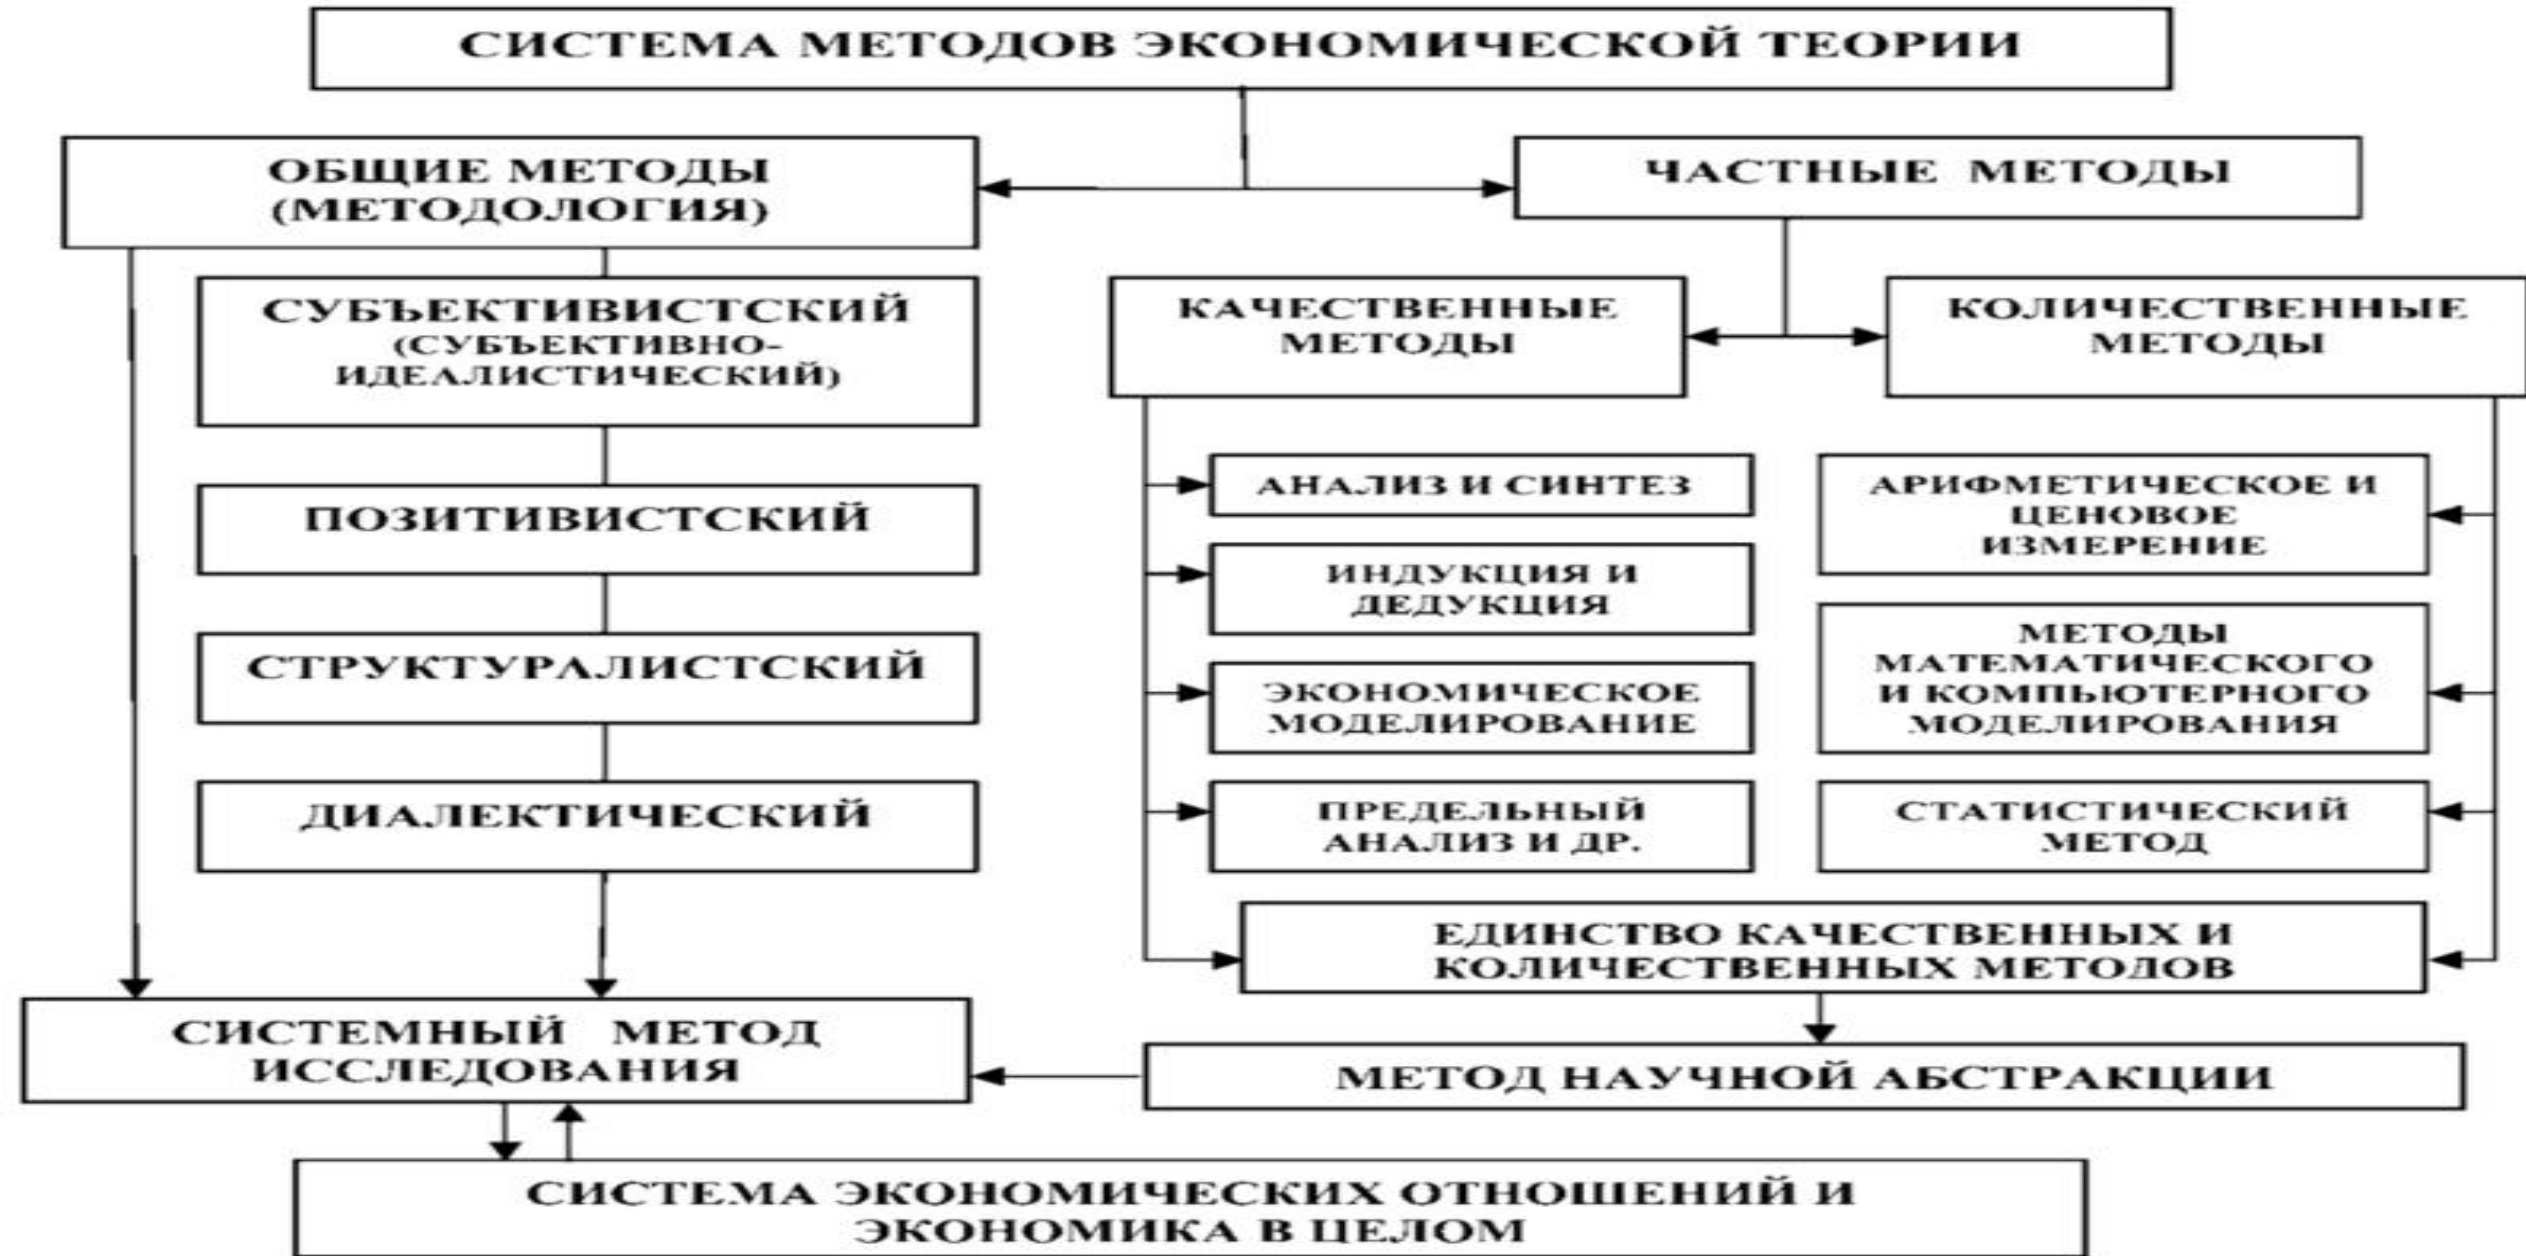 СИСТЕМА МЕТОДОВ ЭКОНОМИЧЕСКОЙ ТЕОРИИ
ОБЩИЕ МЕТОДЫ
(МЕТОДОЛОГИЯ)
ЧАСТНЫЕ МЕТОДЫ
СУБЪЕКТИВИСТСКИЙ
(СУБЪЕКТИВНО-
ИДЕАЛИСТИЧЕСКИЙ)
ПОЗИТИВИСТСКИЙ
СТРУКТУРАЛИСТСКИЙ
ДИАЛЕКТИЧЕСКИЙ
КАЧЕСТВЕННЫЕ
МЕТОДЫ
КОЛИЧЕСТВЕННЫЕ
МЕТОДЫ
АНАЛИЗ И СИНТЕЗ
ИНДУКЦИЯ И
ДЕДУКЦИЯ
ЭКОНОМИЧЕСКОЕ
МОДЕЛИРОВАНИЕ
ПРЕДЕЛЬНЫЙ
АНАЛИЗ И ДР.
АРИФМЕТИЧЕСКОЕ И
ЦЕНОВОЕ
ИЗМЕРЕНИЕ
МЕТОДЫ
МАТЕМАТИЧЕСКОГО
И КОМПЬЮТЕРНОГО
МОДЕЛИРОВАНИЯ
СТАТИСТИЧЕСКИЙ
МЕТОД
ЕДИНСТВО КАЧЕСТВЕННЫХ И
КОЛИЧЕСТВЕННЫХ МЕТОДОВ
СИСТЕМНЫЙ МЕТОД
ИССЛЕДОВАНИЯ
МЕТОД НАУЧНОЙ АБСТРАКЦИИ
СИСТЕМА ЭКОНОМИЧЕСКИХ ОТНОШЕНИЙ И
ЭКОНОМИКА В ЦЕЛОМ